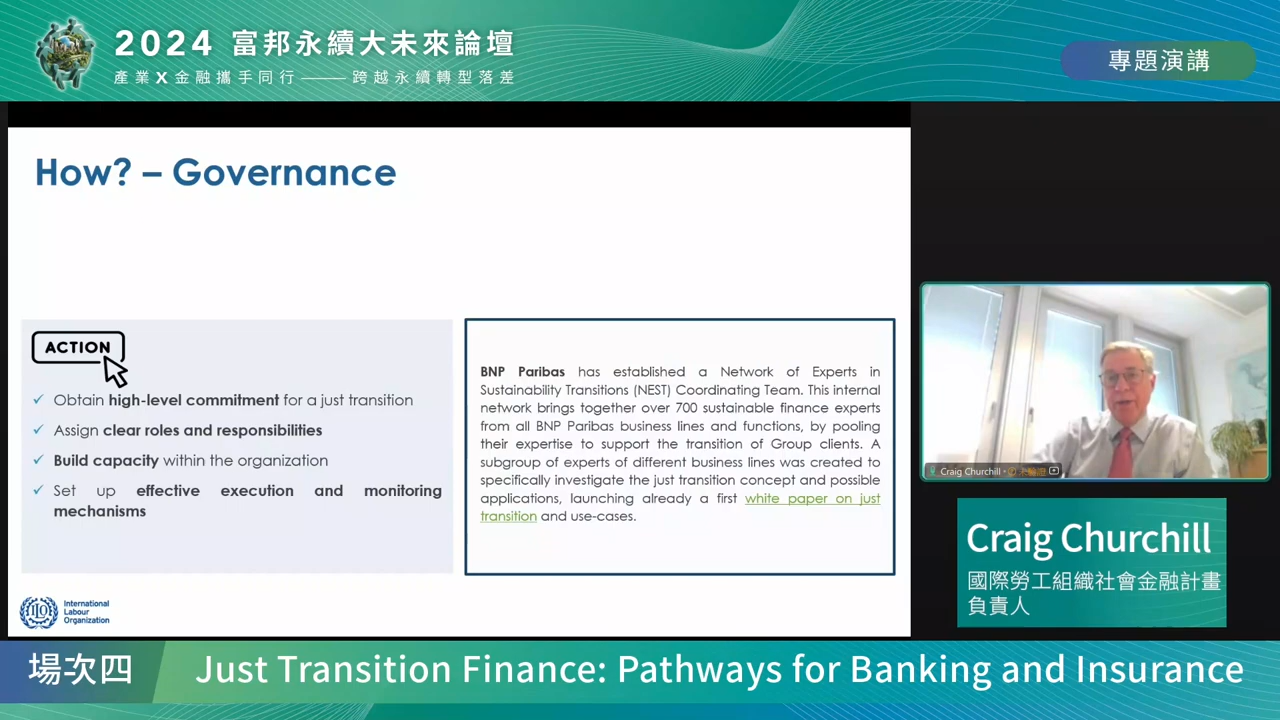 2024 富邦永續大未來論壇
產業X金融攜手同行——跨越永續轉型落差
專題演講
How? – Governance
ACTION
Obtain high-level commitment for a just transition
Assign clear roles and responsibilities
Build capacity within the organization
Set up effective execution and monitoring
mechanisms
BNP Paribas has established a Network of Experts in
Sustainability Transitions (NEST) Coordinating Team. This internal
network brings together over 700 sustainable finance experts
from all BNP Paribas business lines and functions, by pooling
their expertise to support the transition of Group clients. A
subgroup of experts of different business lines was created to
specifically investigate the just transition concept and possible
applications, launching already a first white paper on just
transition and use-cases.
International
Labour
Organization
Craig Churchill
Craig Churchill
國際勞工組織社會金融計畫
負責人
場次四
Just Transition Finance: Pathways for Banking and Insurance